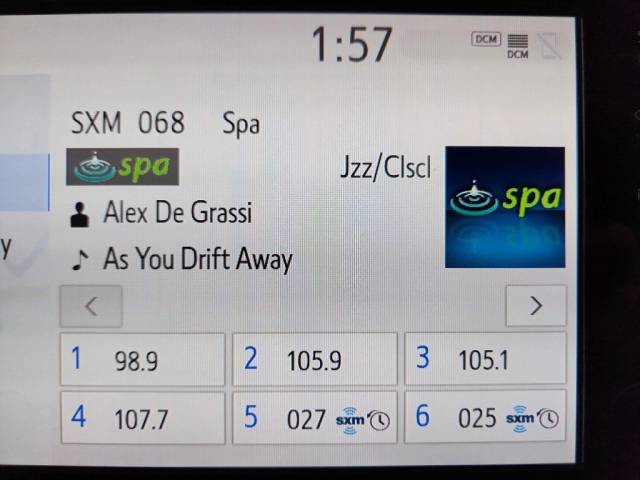 1:57
DCM
DCM
SXM 068 Spa
spa
Jzz/Clscl
spa
Alex De Grassi
y
As You Drift Away
<
>
1 98.9
2 105.9
3 105.1
4 107.7
5 027 sxm
6 025 sxm